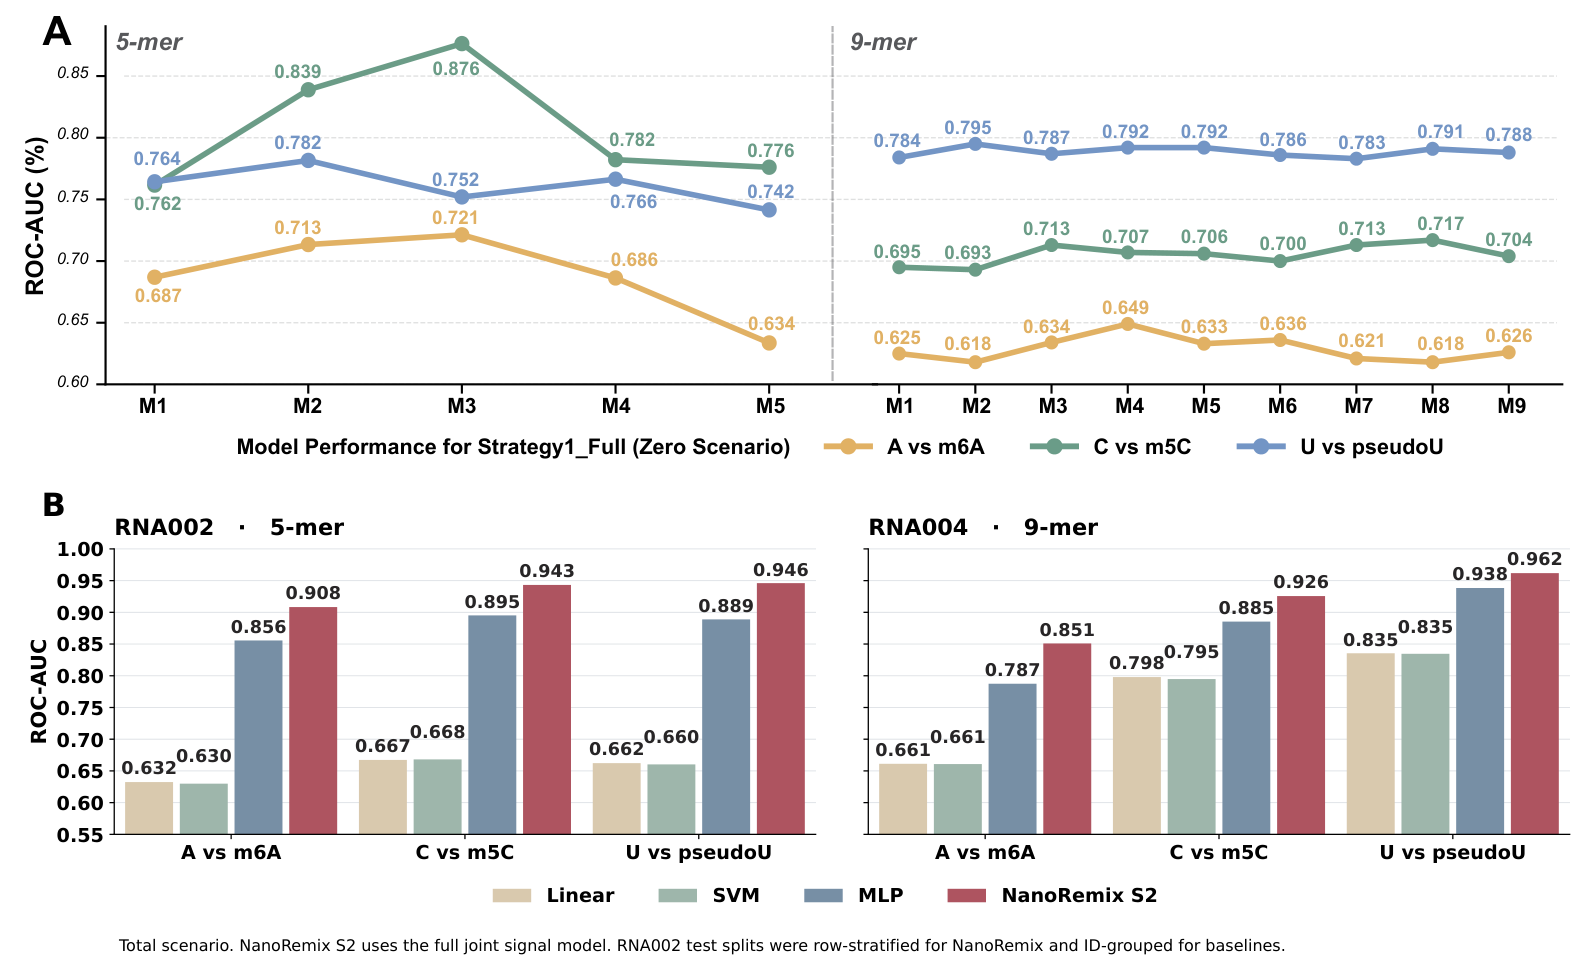 A
5-mer
9-mer
ROC-AUC (%)
0.85
0.80
0.75
0.70
0.65
0.60
0.764 0.782 0.752 0.766 0.742
0.762 0.839 0.876 0.782 0.776
0.687 0.713 0.721 0.686 0.634
0.784 0.795 0.787 0.792 0.792 0.786 0.783 0.791 0.788
0.695 0.693 0.713 0.707 0.706 0.700 0.713 0.717 0.704
0.625 0.618 0.634 0.649 0.633 0.636 0.621 0.618 0.626
M1 M2 M3 M4 M5
M1 M2 M3 M4 M5 M6 M7 M8 M9
Model Performance for Strategy1_Full (Zero Scenario) A vs m6A C vs m5C U vs pseudoU
B
RNA002 · 5-mer
ROC-AUC
1.00
0.95
0.90
0.85
0.80
0.75
0.70
0.65
0.60
0.55
0.632 0.630 0.856 0.908
0.667 0.668 0.895 0.943
0.662 0.660 0.889 0.946
A vs m6A C vs m5C U vs pseudoU
RNA004 · 9-mer
0.661 0.661 0.787 0.851
0.798 0.795 0.885 0.926
0.835 0.835 0.938 0.962
A vs m6A C vs m5C U vs pseudoU
Linear SVM MLP NanoRemix S2
Total scenario. NanoRemix S2 uses the full joint signal model. RNA002 test splits were row-stratified for NanoRemix and ID-grouped for baselines.